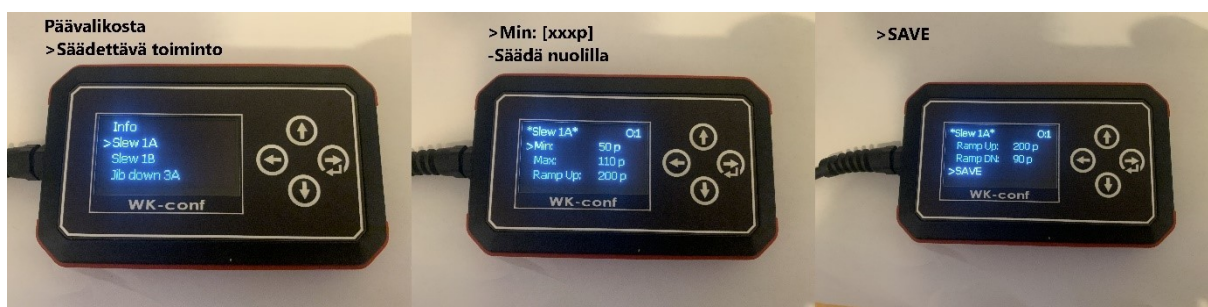 Päävalikosta
>Säädettävä toiminto
Info
>Slew 1A
Slew 1B
Jib down 3A
WK-conf
>Min: [xxxp]
-Säädä nuolilla
*Slew 1A* O:1
>Min: 50 p
Max: 110 p
Ramp Up: 200 p
WK-conf
>SAVE
*Slew 1A* O:1
Ramp Up: 200 p
Ramp DN: 90 p
>SAVE
WK-conf